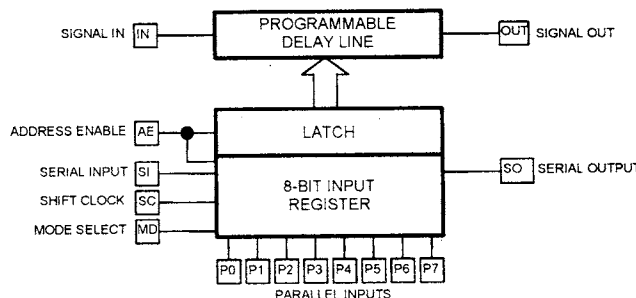 PROGRAMMABLE
DELAY LINE
SIGNAL IN IN
OUT SIGNAL OUT
ADDRESS ENABLE AE
LATCH
SERIAL INPUT SI
SHIFT CLOCK SC
MODE SELECT MD
8-BIT INPUT
REGISTER
SO SERIAL OUTPUT
P0 P1 P2 P3 P4 P5 P6 P7
PARALLEL INPUTS